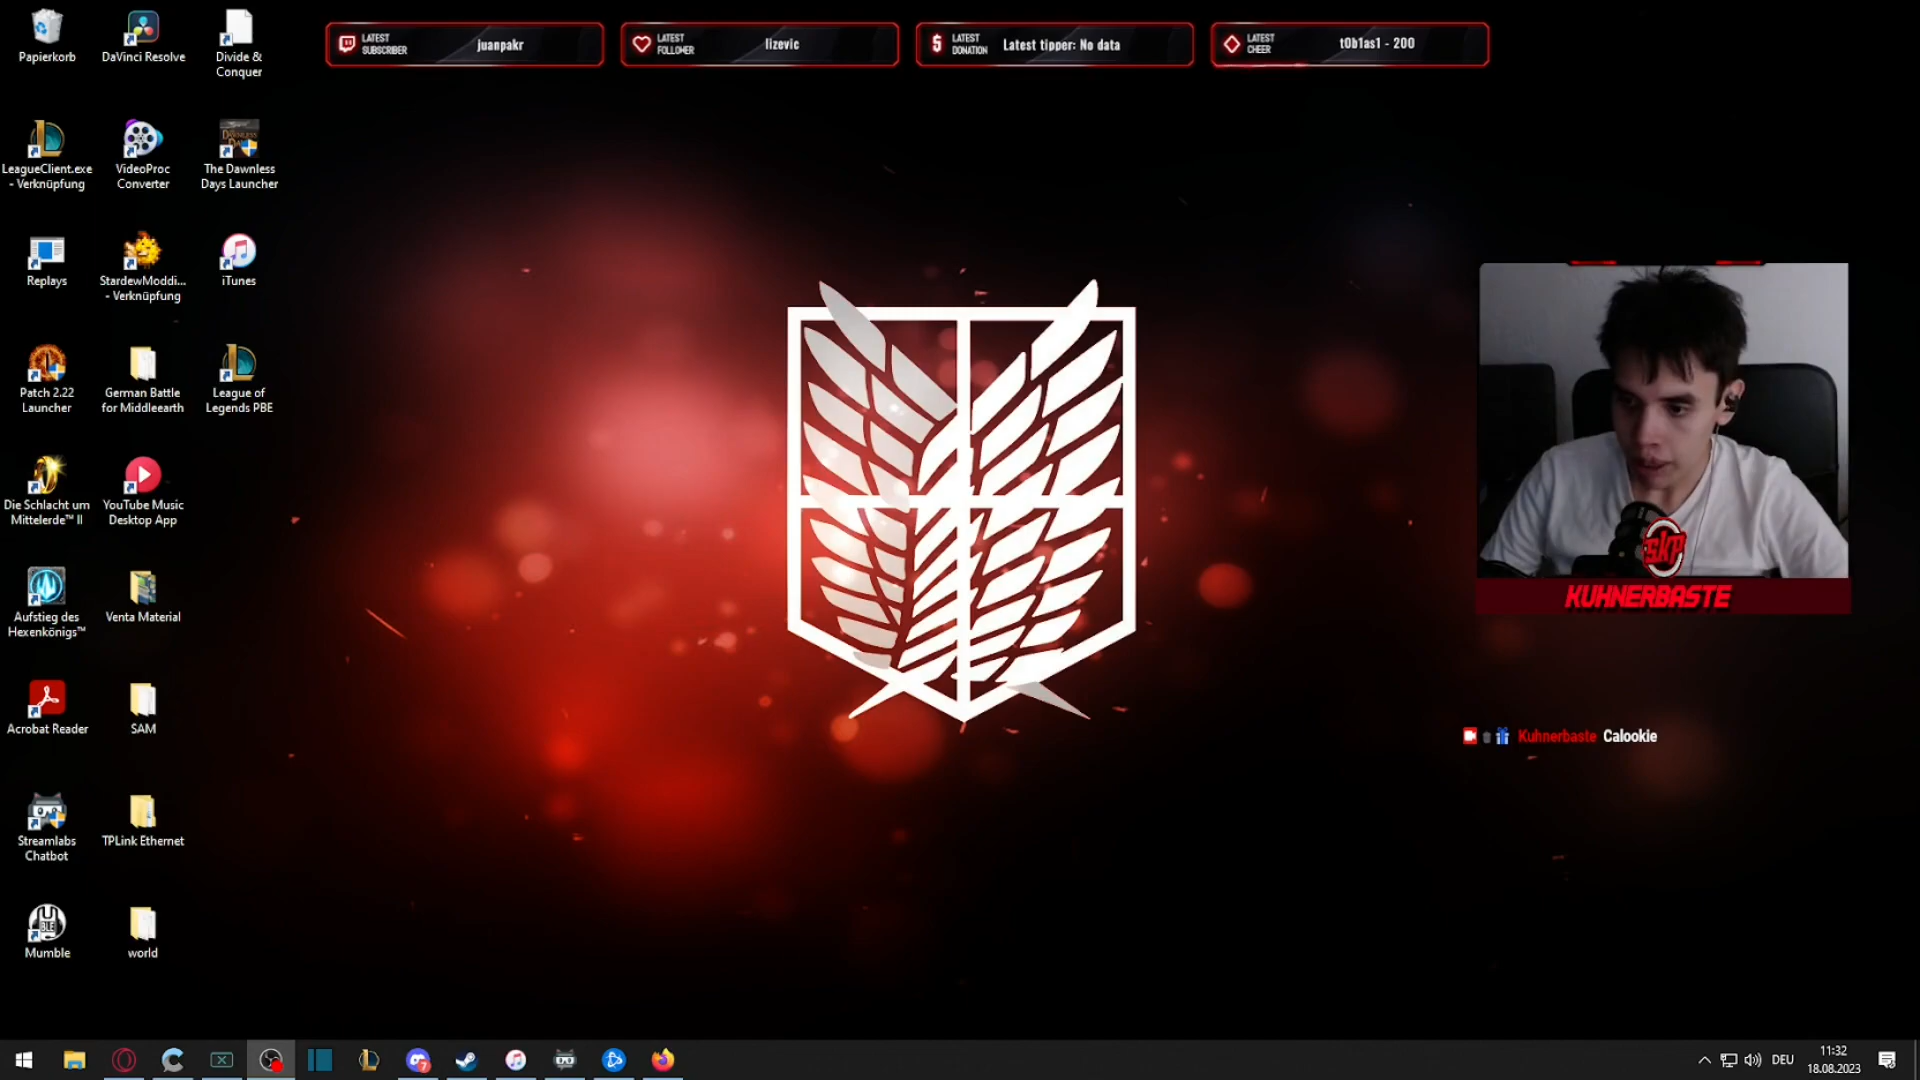 LATEST
SUBSCRIBER
juanpakr
LATEST
FOLLOWER
lizevic
LATEST
DONATION
Latest tipper: No data
LATEST
CHEER
t0b1as1 - 200
Papierkorb
DaVinci Resolve
Divide &
Conquer
LeagueClient.exe
- Verknüpfung
VideoProc
Converter
The Dawnless
Days Launcher
Replays
StardewModdi...
- Verknüpfung
iTunes
Patch 2.22
Launcher
German Battle
for Middleearth
League of
Legends PBE
Die Schlacht um
Mittelerde™ II
YouTube Music
Desktop App
Aufstieg des
Hexenkönigs™
Venta Material
Acrobat Reader
SAM
Streamlabs
Chatbot
TPLink Ethernet
Mumble
world
skp
KUHNERBASTE
Kuhnerbaste Calookie
DEU
11:32
18.08.2023